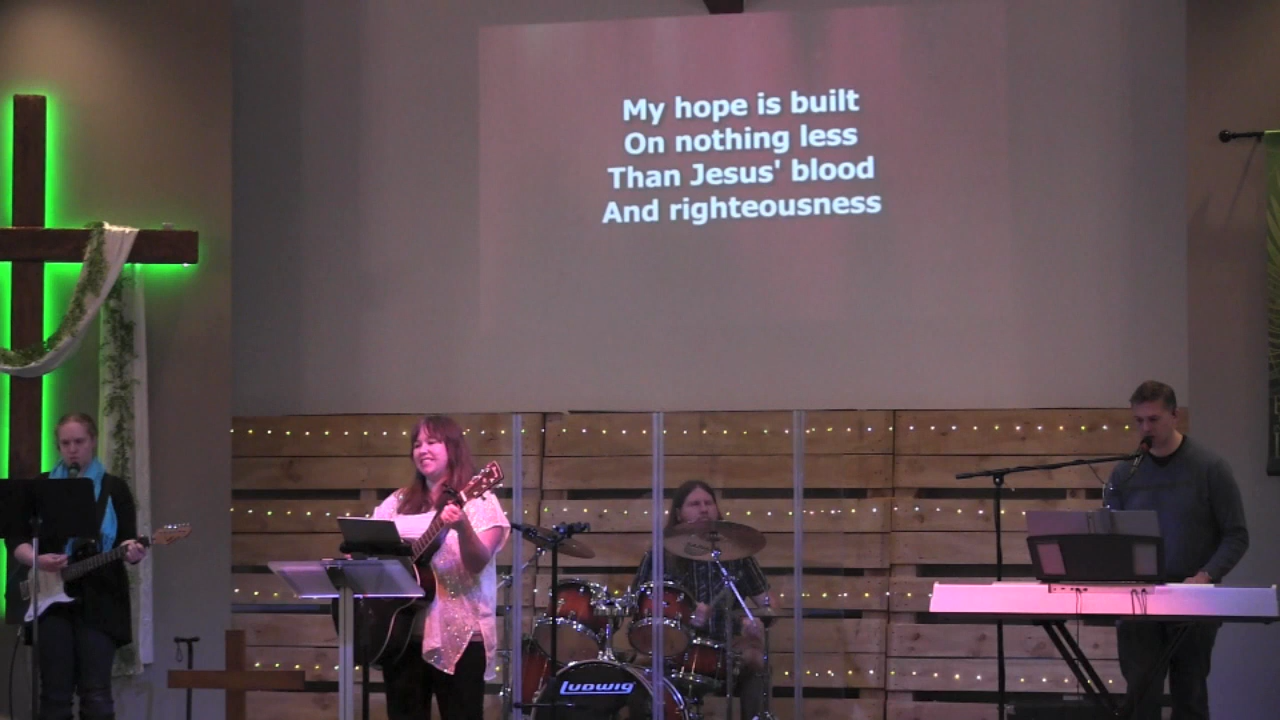 My hope is built
On nothing less
Than Jesus' blood
And righteousness
Ludwig